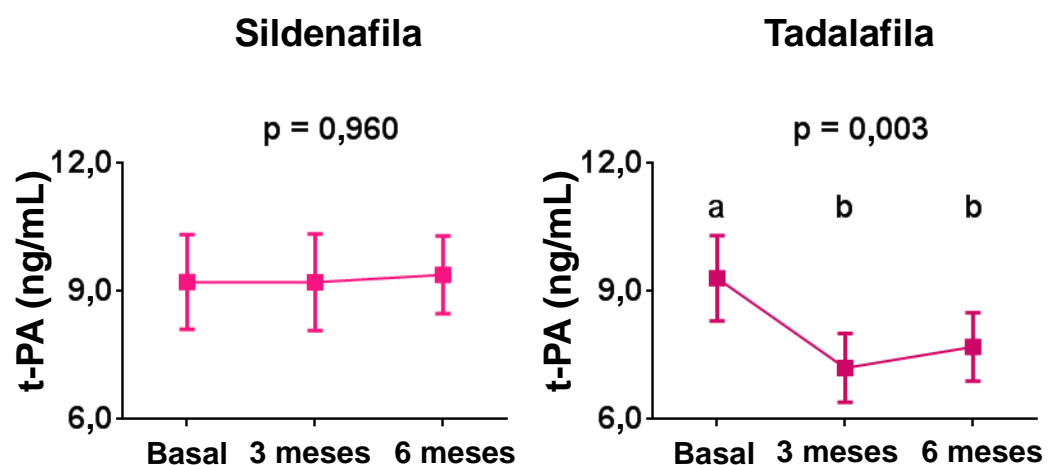 Sildenafila
p = 0,960
t-PA (ng/mL)
12,0
9,0
6,0
Basal 3 meses 6 meses
Tadalafila
p = 0,003
t-PA (ng/mL)
12,0
9,0
6,0
a b b
Basal 3 meses 6 meses